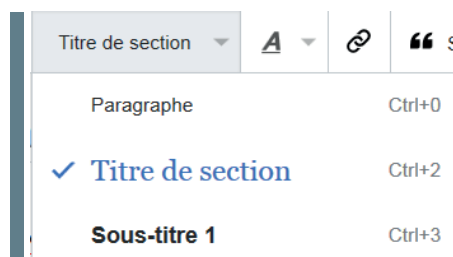 Titre de section A S
Paragraphe Ctrl+0
Titre de section Ctrl+2
Sous-titre 1 Ctrl+3